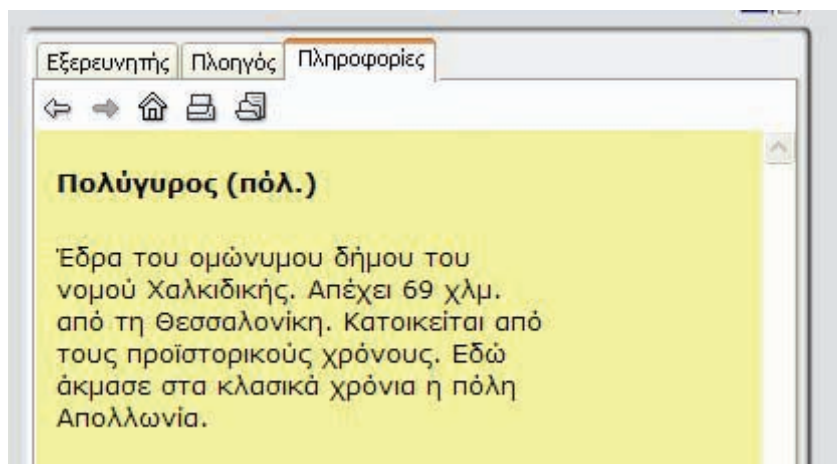 Εξερευνητής Πλοηγός Πληροφορίες
Πολύγυρος (πόλ.)
Έδρα του ομώνυμου δήμου του
νομού Χαλκιδικής. Απέχει 69 χλμ.
από τη Θεσσαλονίκη. Κατοικείται από
τους προϊστορικούς χρόνους. Εδώ
άκμασε στα κλασικά χρόνια η πόλη
Απολλωνία.